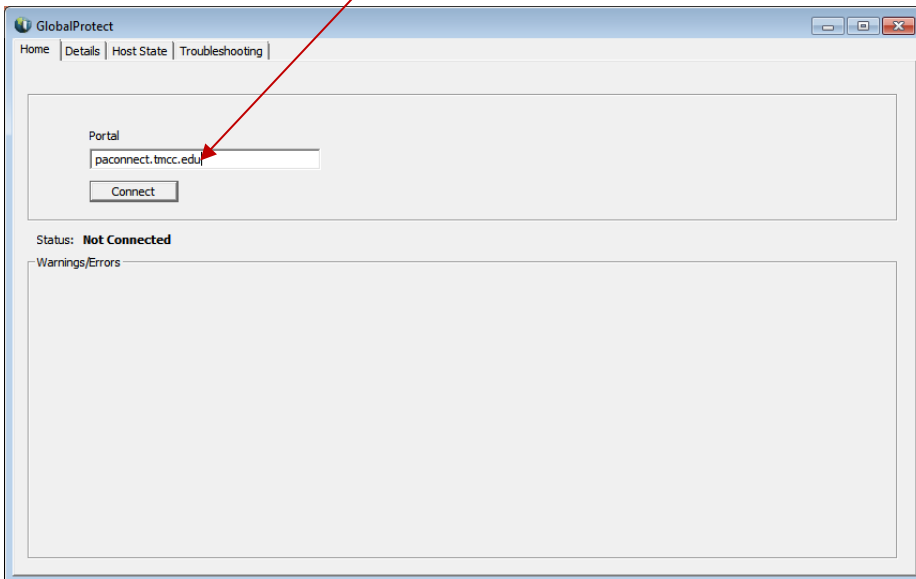 GlobalProtect
Home Details Host State Troubleshooting
Portal
paconnect.tmcc.edu
Connect
Status: Not Connected
Warnings/Errors